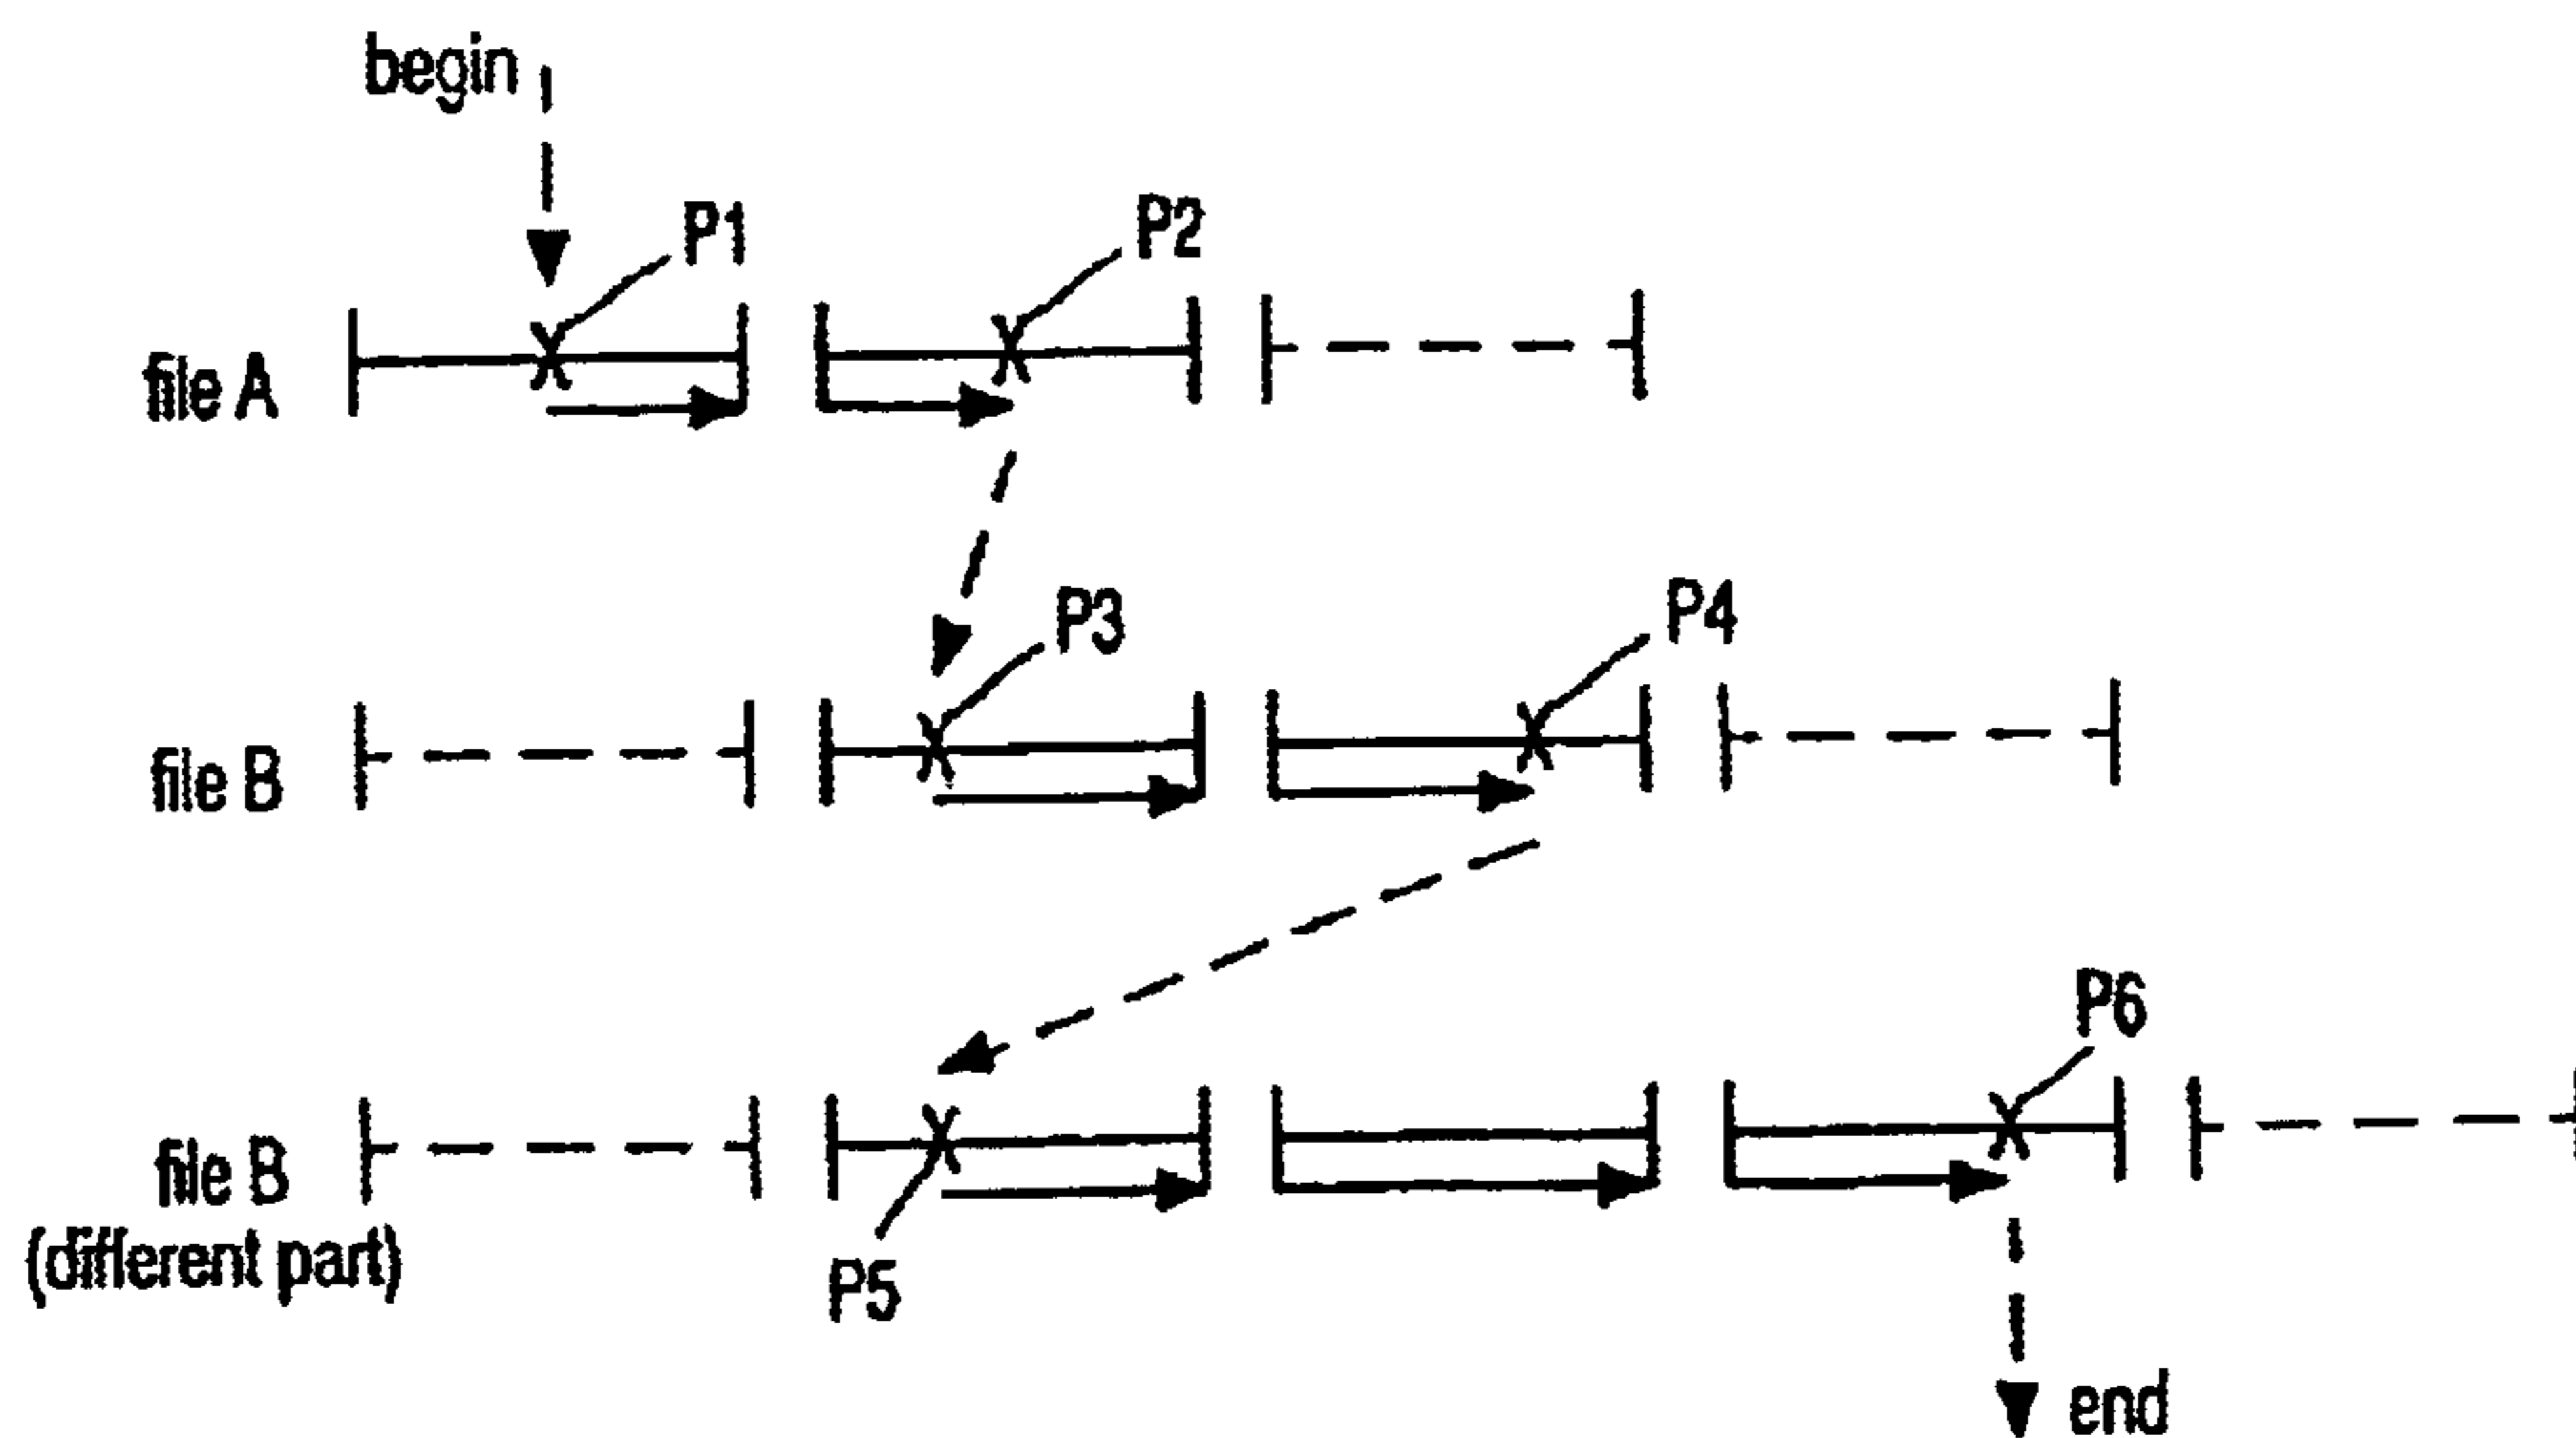 begin
P1
P2
file A
P3
P4
file B
P6
file B
(different part)
P5
end